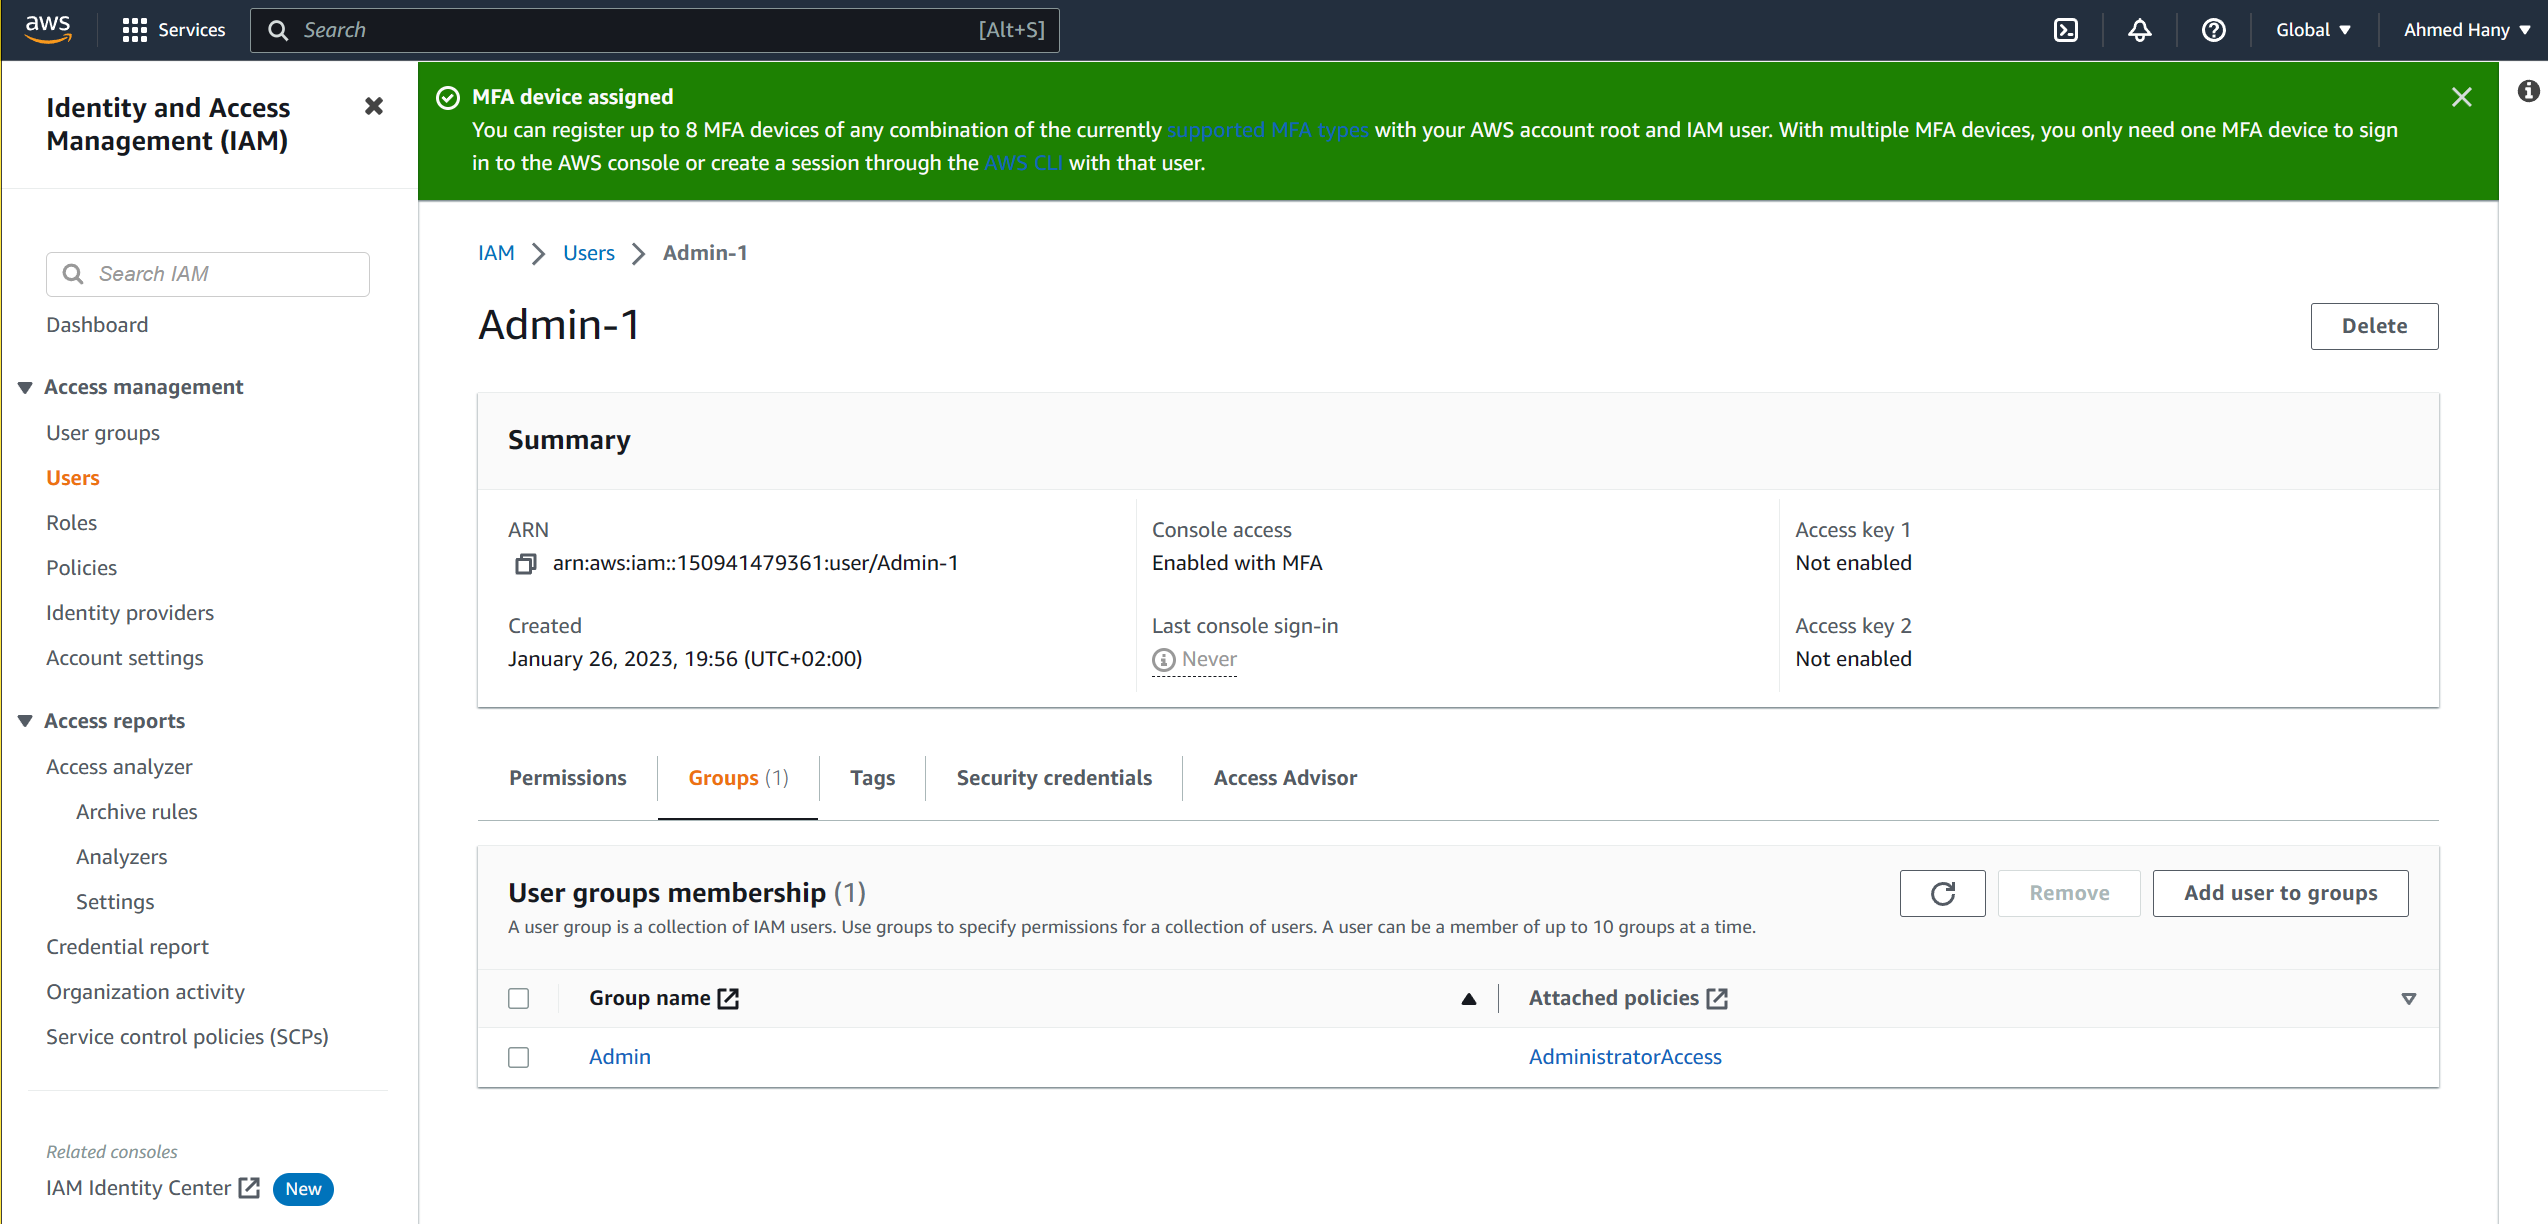 aws
Services
Search
[Alt+S]
Global
Ahmed Hany
Identity and Access
Management (IAM)
Search IAM
Dashboard
Access management
User groups
Users
Roles
Policies
Identity providers
Account settings
Access reports
Access analyzer
Archive rules
Analyzers
Settings
Credential report
Organization activity
Service control policies (SCPs)
Related consoles
IAM Identity Center
New
MFA device assigned
You can register up to 8 MFA devices of any combination of the currently supported MFA types with your AWS account root and IAM user. With multiple MFA devices, you only need one MFA device to sign
in to the AWS console or create a session through the AWS CLI with that user.
IAM
Users
Admin-1
Admin-1
Delete
Summary
ARN
arn:aws:iam::150941479361:user/Admin-1
Console access
Enabled with MFA
Access key 1
Not enabled
Created
January 26, 2023, 19:56 (UTC+02:00)
Last console sign-in
Never
Access key 2
Not enabled
Permissions
Groups (1)
Tags
Security credentials
Access Advisor
User groups membership (1)
A user group is a collection of IAM users. Use groups to specify permissions for a collection of users. A user can be a member of up to 10 groups at a time.
Remove
Add user to groups
Group name
Attached policies
Admin
AdministratorAccess